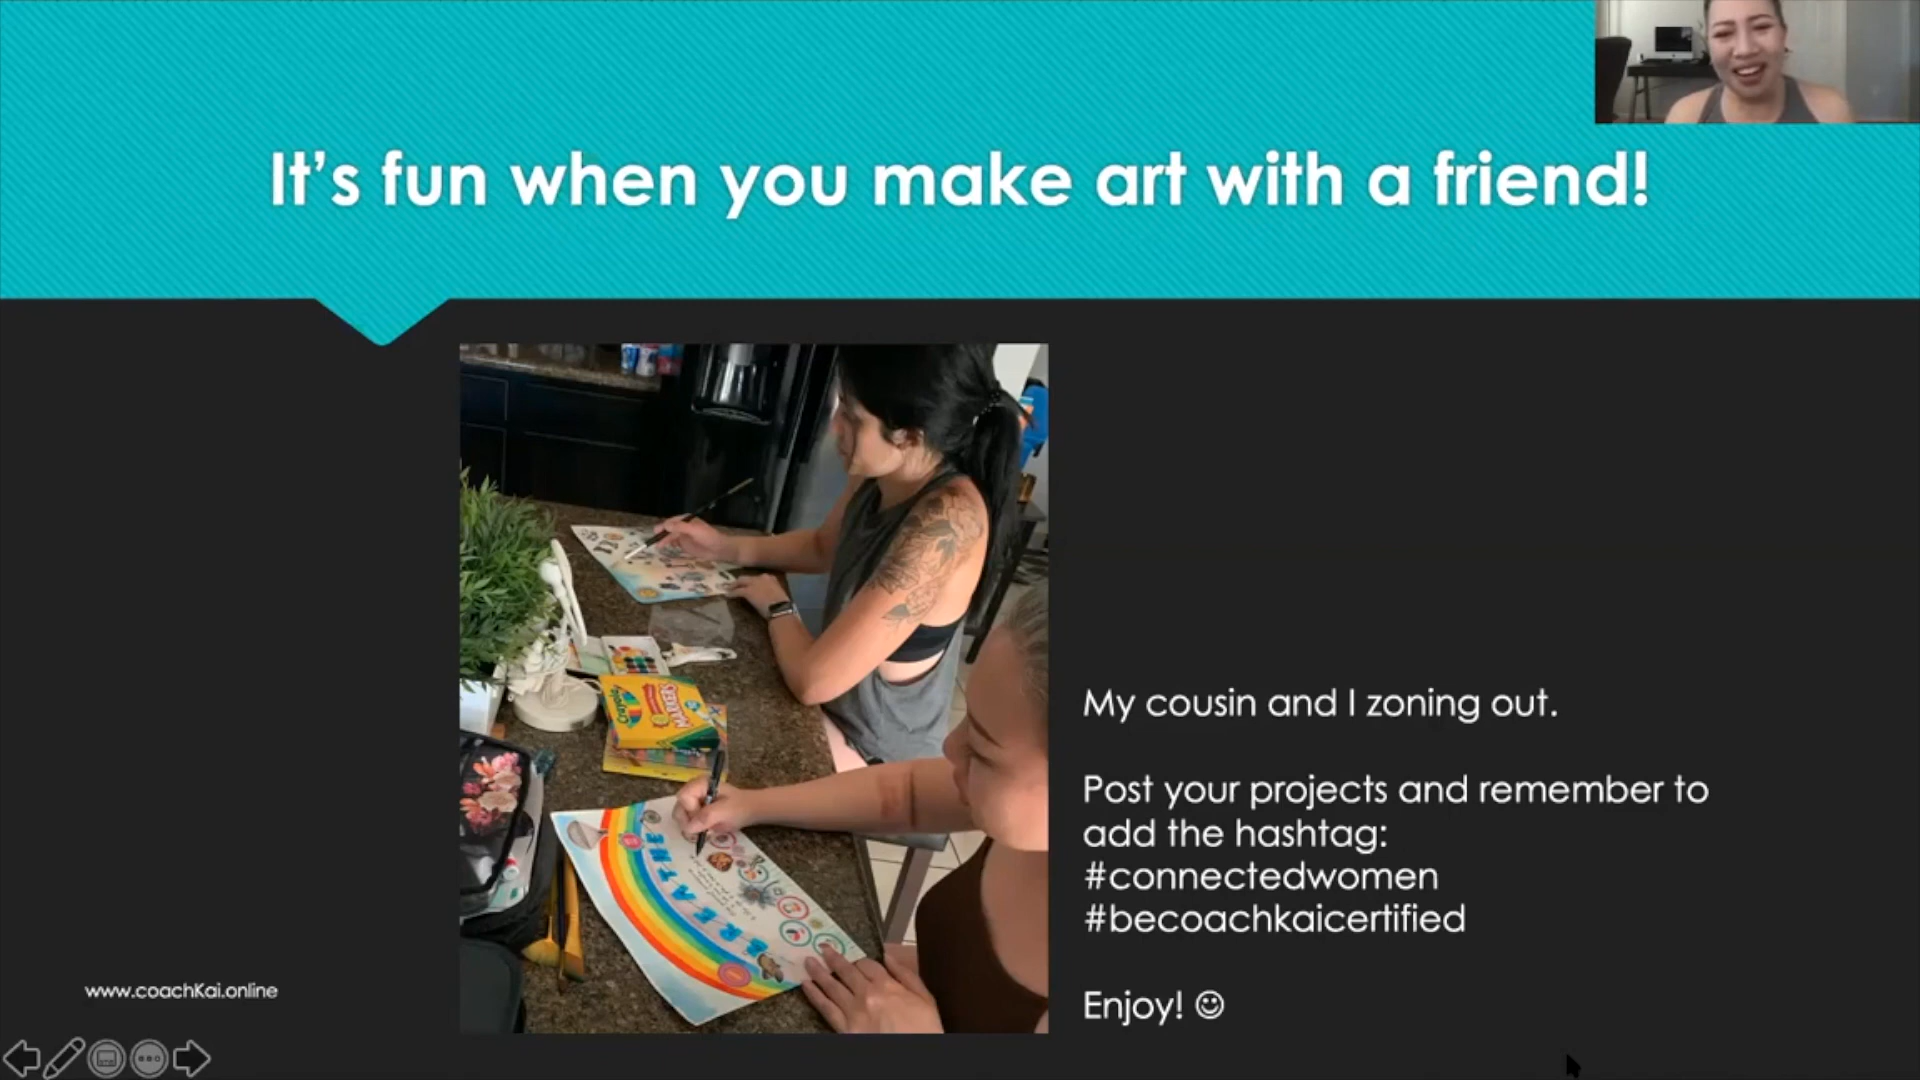 It's fun when you make art with a friend!
Crayola
MARKERS
BREATHE
My cousin and I zoning out.
Post your projects and remember to
add the hashtag:
#connectedwomen
#becoachkaicertified
Enjoy! ☺
www.coachKai.online